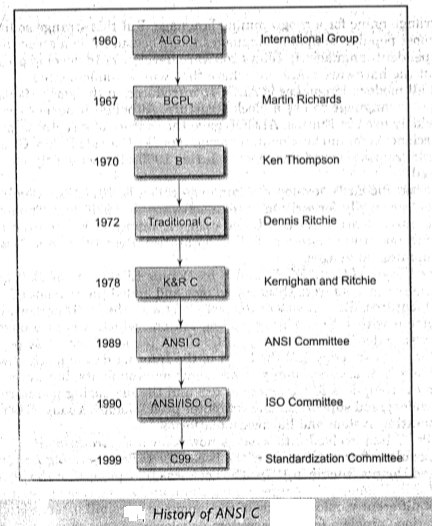 1960 ALGOL International Group
1967 BCPL Martin Richards
1970 B Ken Thompson
1972 Traditional C Dennis Ritchie
1978 K&R C Kernighan and Ritchie
1989 ANSI C ANSI Committee
1990 ANSI/ISO C ISO Committee
1999 C99 Standardization Committee
History of ANSI C